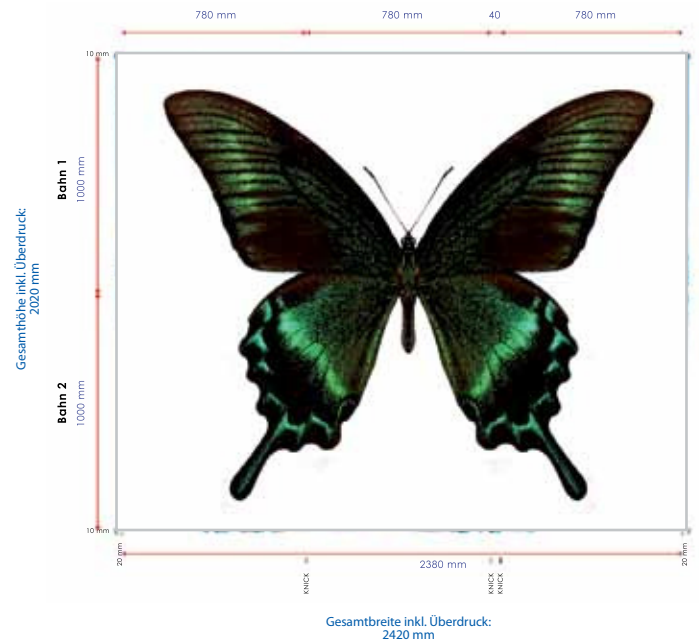 780 mm
780 mm
40
780 mm
10 mm
Bahn 1
1000 mm
Gesamthöhe inkl. Überdruck:
2020 mm
Bahn 2
1000 mm
10 mm
20 mm
2380 mm
20 mm
KNICK
KNICK
KNICK
Gesamtbreite inkl. Überdruck:
2420 mm